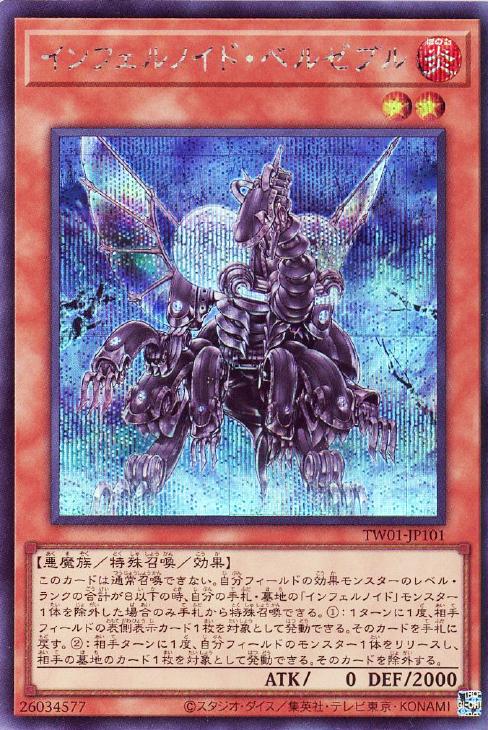 インフェルノイド・ベルゼブル
炎
TW01-JP101
【悪魔族／特殊召喚／効果】
このカードは通常召喚できない。自分フィールドの効果モンスターのレベル・
ランクの合計が８以下の時、自分の手札・墓地の「インフェルノイド」モンスター
１体を除外した場合のみ手札から特殊召喚できる。①：１ターンに１度、相手
フィールドの表側表示カード１枚を対象として発動できる。そのカードを手札に
戻す。②：相手ターンに１度、自分フィールドのモンスター１体をリリースし、
相手の墓地のカード１枚を対象として発動できる。そのカードを除外する。
ATK/ 0 DEF/2000
26034577 ©スタジオ・ダイス／集英社・テレビ東京・KONAMI